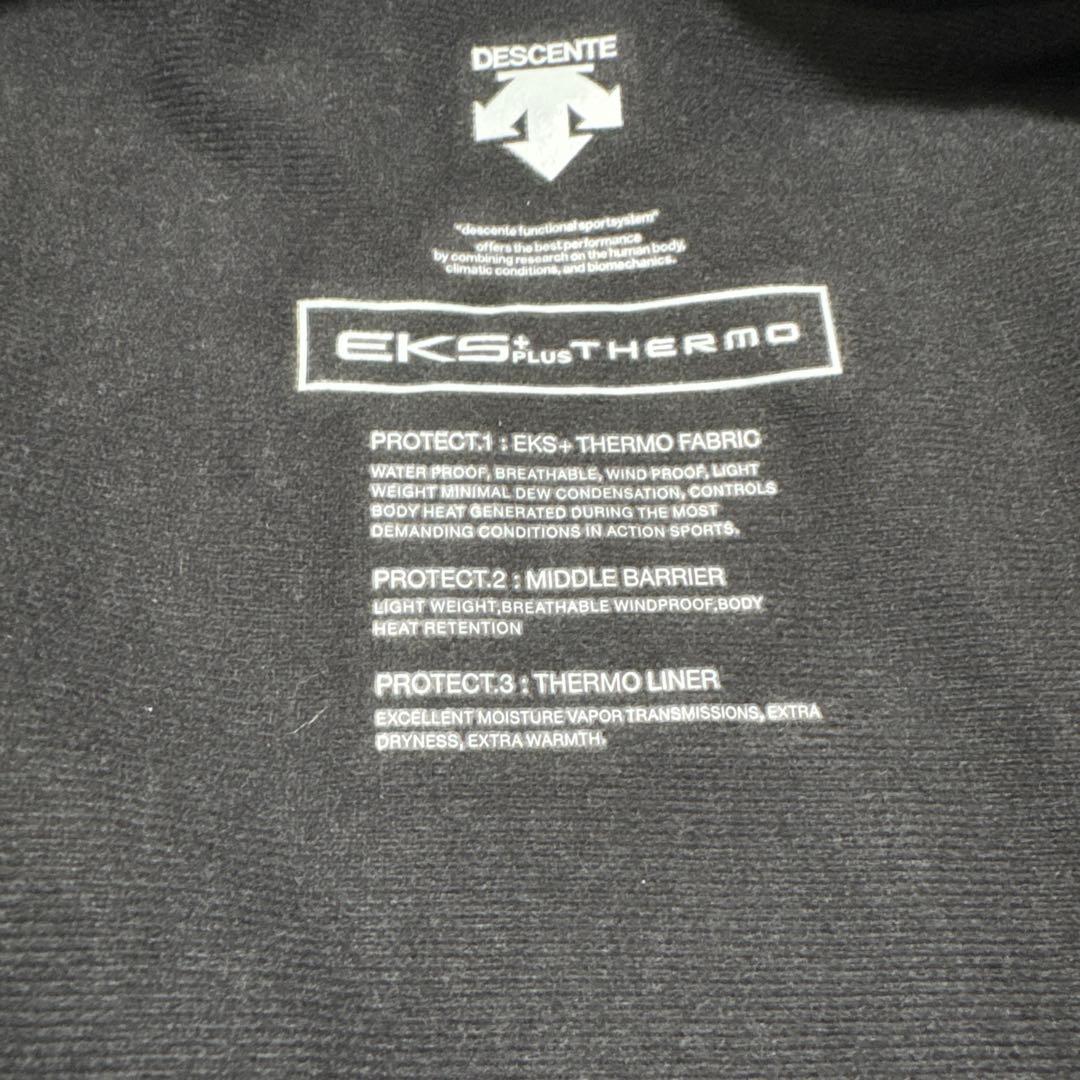 DESCENTE
"descente functional sportsystem"
offers the best performance
by combining research on the human body,
climatic conditions, and biomechanics.
EKS+PLUS THERMO
PROTECT.1 : EKS+ THERMO FABRIC
WATER PROOF, BREATHABLE, WIND PROOF, LIGHT
WEIGHT MINIMAL DEW CONDENSATION, CONTROLS
BODY HEAT GENERATED DURING THE MOST
DEMANDING CONDITIONS IN ACTION SPORTS.
PROTECT.2 : MIDDLE BARRIER
LIGHT WEIGHT,BREATHABLE WINDPROOF,BODY
HEAT RETENTION
PROTECT.3 : THERMO LINER
EXCELLENT MOISTURE VAPOR TRANSMISSIONS, EXTRA
DRYNESS, EXTRA WARMTH.